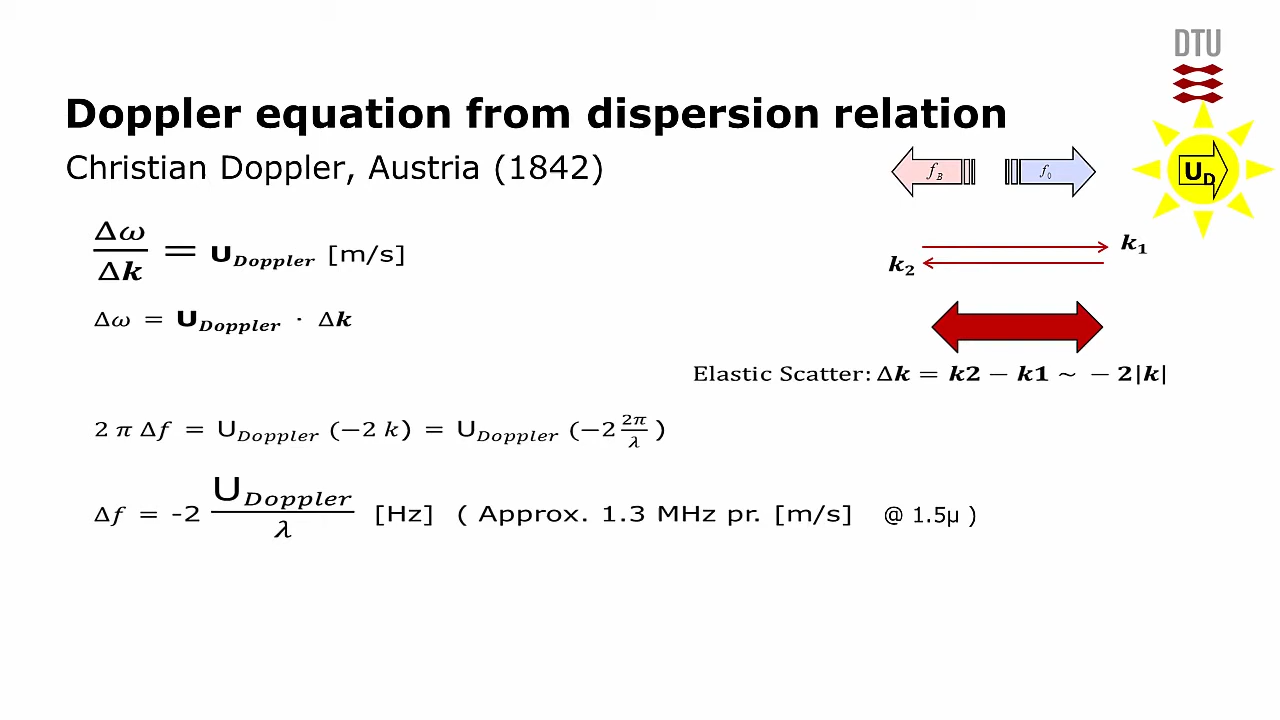 DTU
Doppler equation from dispersion relation
Christian Doppler, Austria (1842)
f_B f_0 U_D
Δω/Δk = U_Doppler [m/s]
k_1
k_2
Δω = U_Doppler · Δk
Elastic Scatter: Δk = k2 − k1 ~ − 2|k|
2 π Δf = U_Doppler (−2 k) = U_Doppler (−2 2π/λ )
Δf = -2 U_Doppler/λ [Hz] ( Approx. 1.3 MHz pr. [m/s] @ 1.5µ )